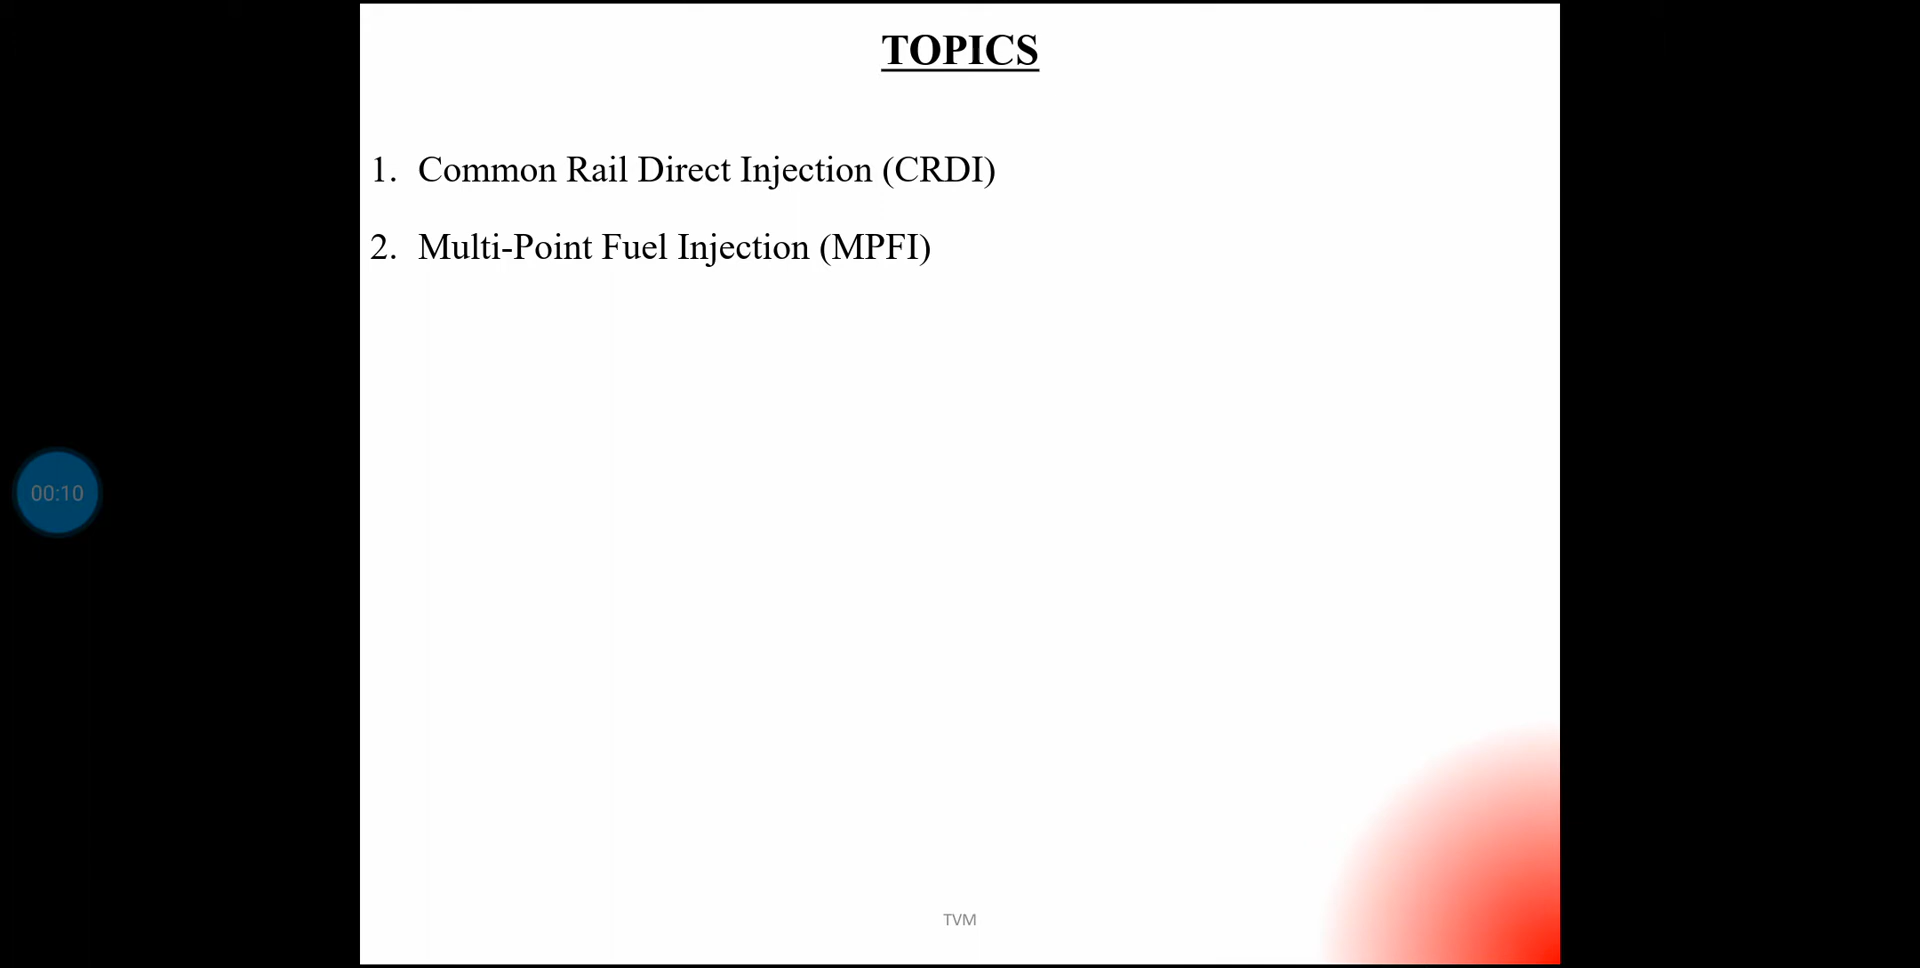 TOPICS
1. Common Rail Direct Injection (CRDI)
2. Multi-Point Fuel Injection (MPFI)
00:10
TVM